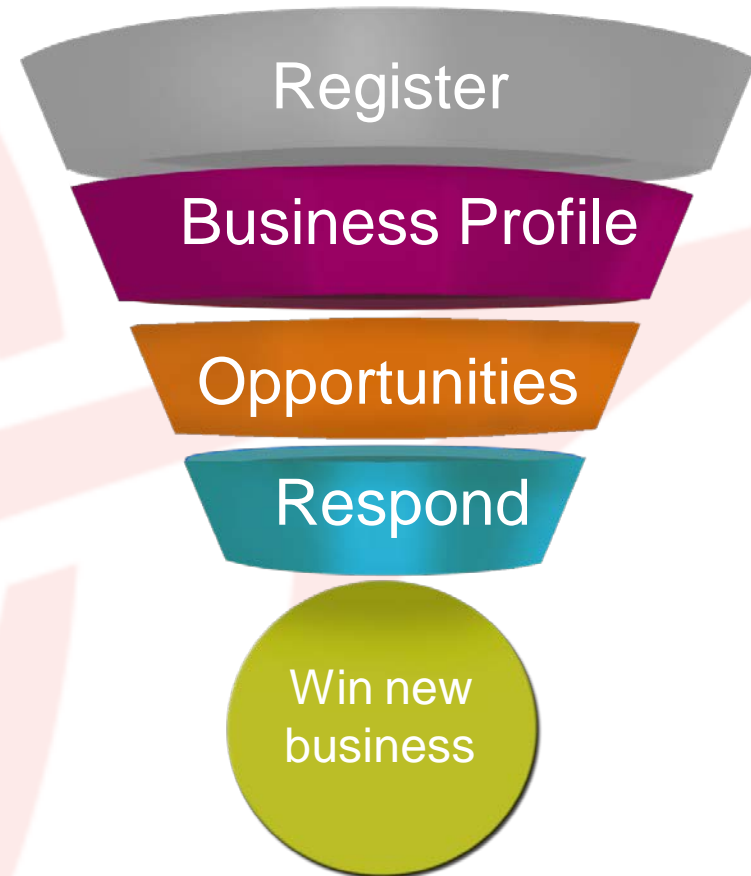 Register
Business Profile
Opportunities
Respond
Win new
business